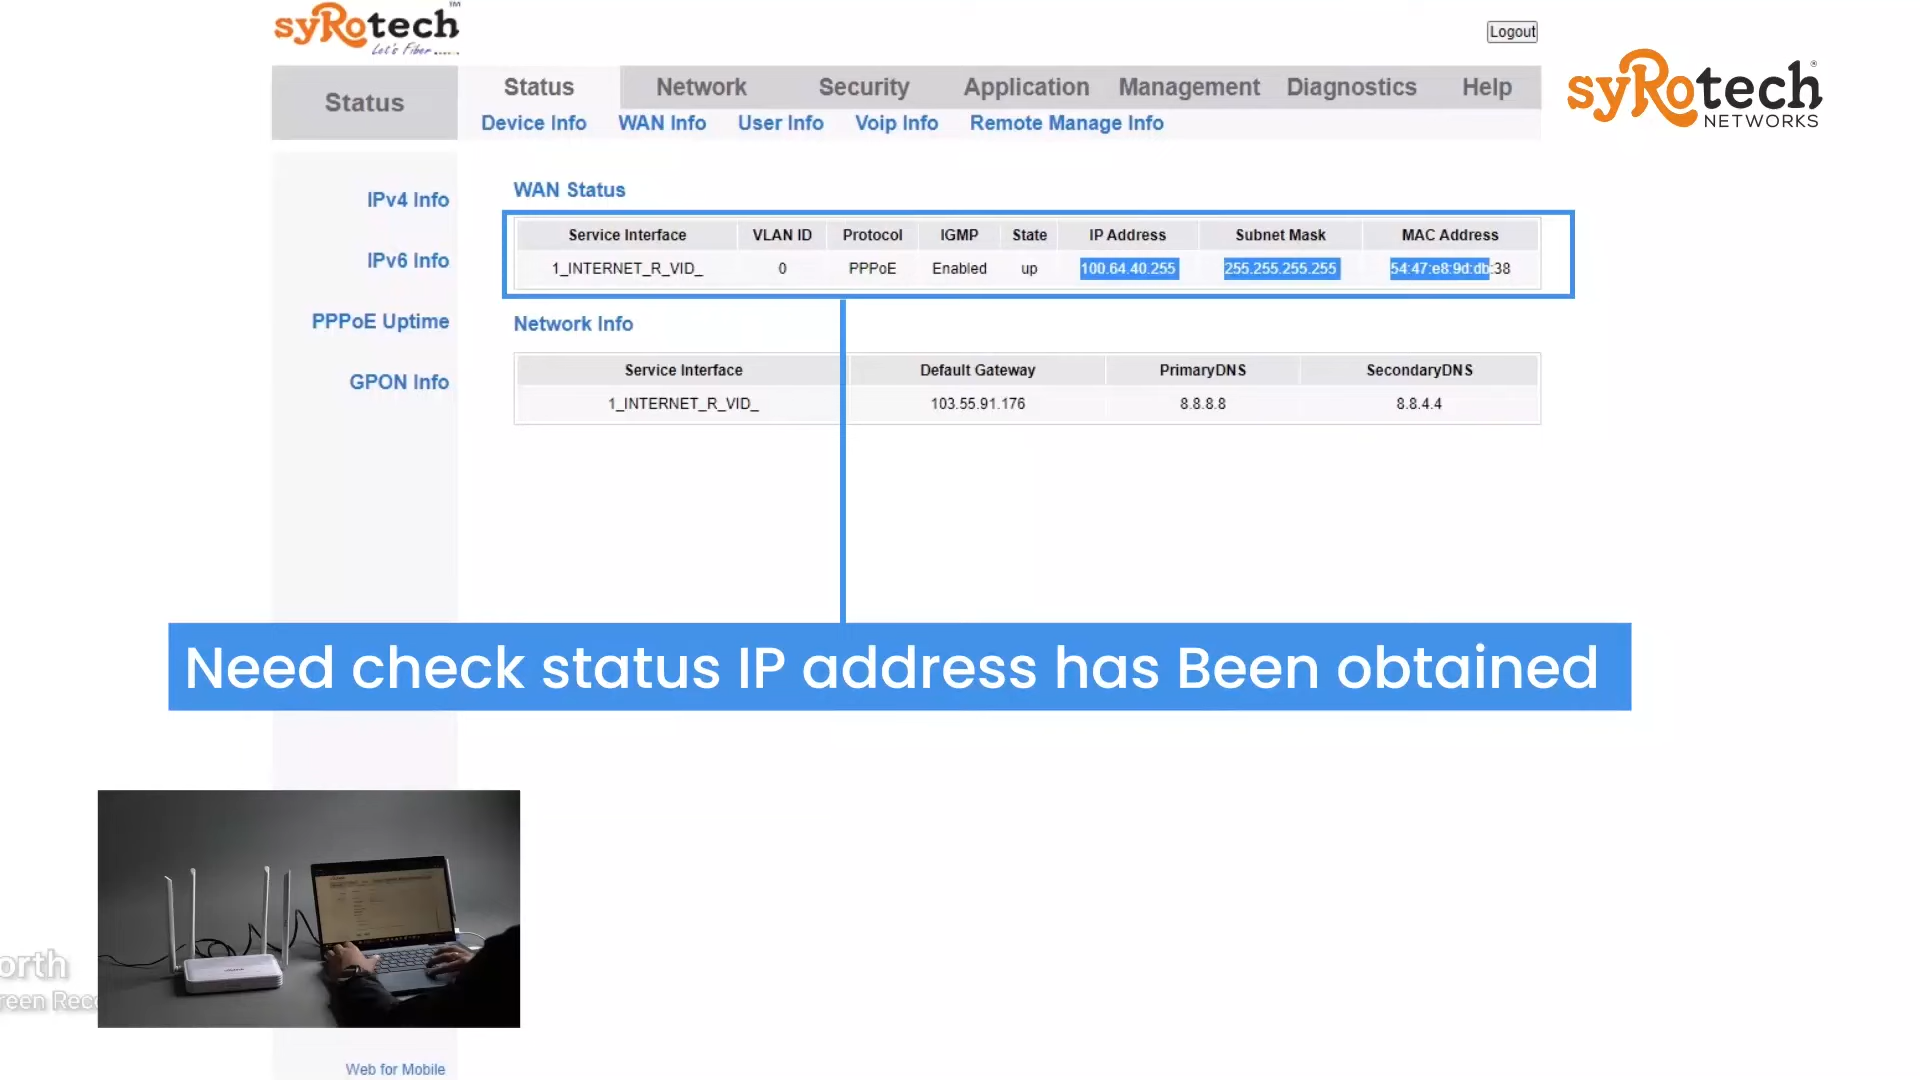 syRotech™
Let's Fiber......
Logout
syRotech®
NETWORKS
Status
Status Network Security Application Management Diagnostics Help
Device Info WAN Info User Info Voip Info Remote Manage Info
IPv4 Info
IPv6 Info
PPPoE Uptime
GPON Info
WAN Status
Service Interface VLAN ID Protocol IGMP State IP Address Subnet Mask MAC Address
1_INTERNET_R_VID_ 0 PPPoE Enabled up 100.64.40.255 255.255.255.255 54:47:e8:9d:db:38
Network Info
Service Interface Default Gateway PrimaryDNS SecondaryDNS
1_INTERNET_R_VID_ 103.55.91.176 8.8.8.8 8.8.4.4
Need check status IP address has Been obtained
orth
reen Rec
Web for Mobile